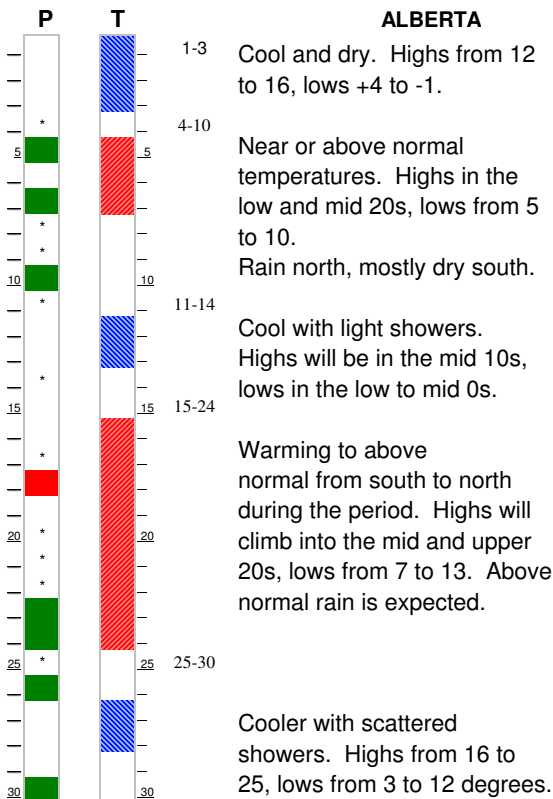 P
T
ALBERTA
1-3
Cool and dry. Highs from 12
to 16, lows +4 to -1.
*
4-10
5
5
Near or above normal
temperatures. Highs in the
low and mid 20s, lows from 5
to 10.
Rain north, mostly dry south.
*
*
10
10
*
11-14
Cool with light showers.
Highs will be in the mid 10s,
lows in the low to mid 0s.
*
15
15
15-24
Warming to above
normal from south to north
during the period. Highs will
climb into the mid and upper
20s, lows from 7 to 13. Above
normal rain is expected.
*
*
20
20
*
*
*
25
25
25-30
Cooler with scattered
showers. Highs from 16 to
25, lows from 3 to 12 degrees.
30
30